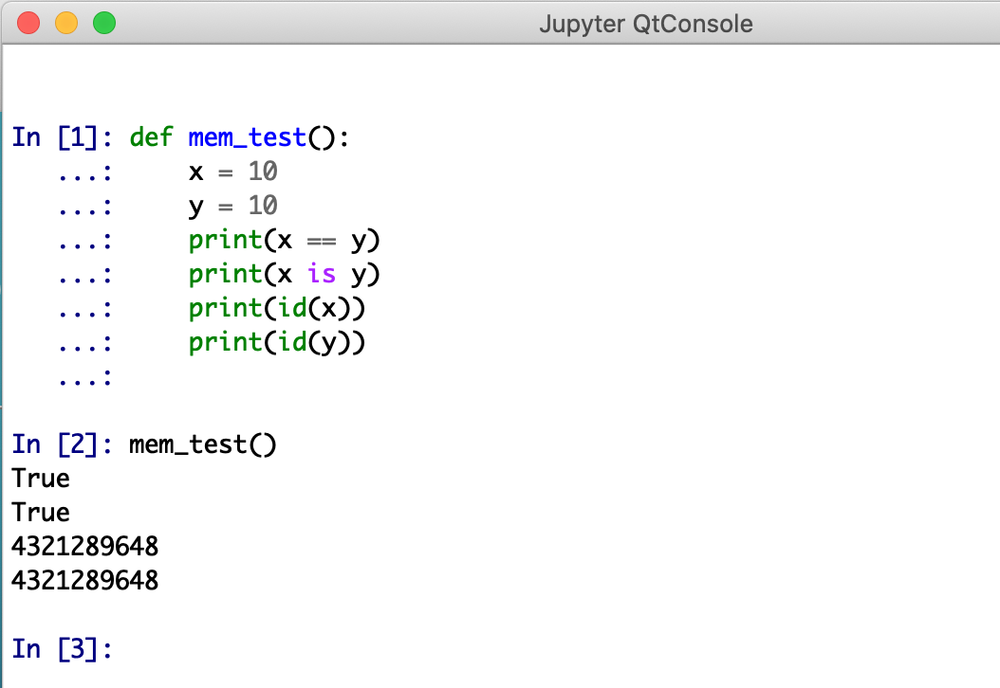 Jupyter QtConsole
In [1]: def mem_test():
   ...:     x = 10
   ...:     y = 10
   ...:     print(x == y)
   ...:     print(x is y)
   ...:     print(id(x))
   ...:     print(id(y))
   ...:
In [2]: mem_test()
True
True
4321289648
4321289648
In [3]: